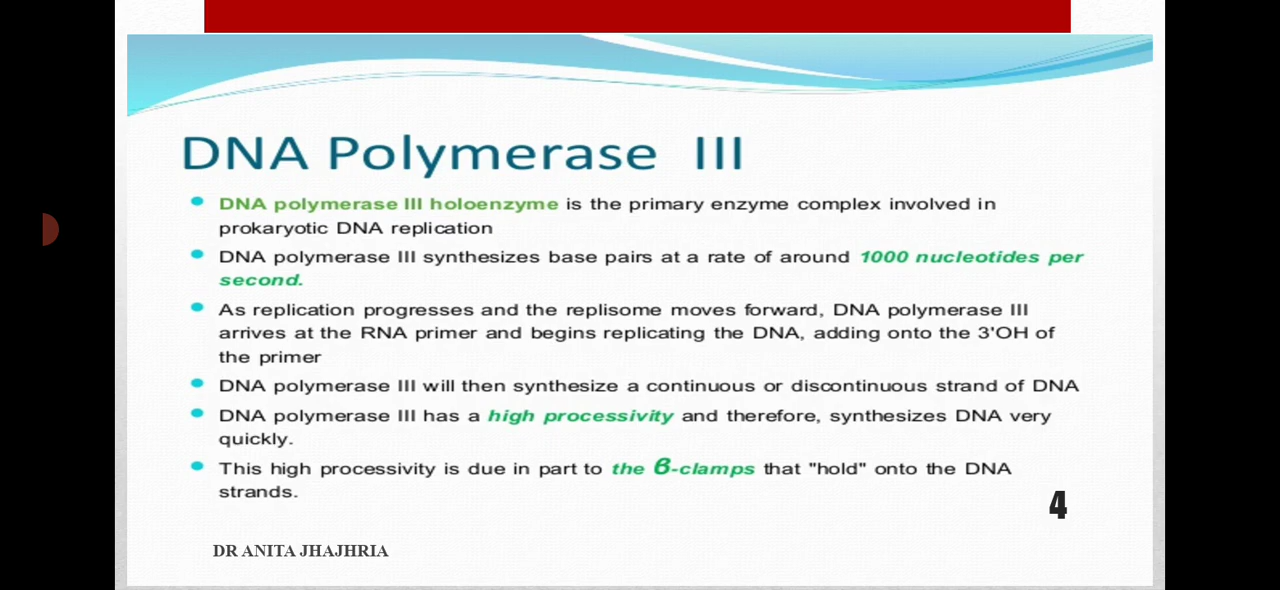 DNA Polymerase III
DNA polymerase III holoenzyme is the primary enzyme complex involved in
prokaryotic DNA replication
DNA polymerase III synthesizes base pairs at a rate of around 1000 nucleotides per
second.
As replication progresses and the replisome moves forward, DNA polymerase III
arrives at the RNA primer and begins replicating the DNA, adding onto the 3'OH of
the primer
DNA polymerase III will then synthesize a continuous or discontinuous strand of DNA
DNA polymerase III has a high processivity and therefore, synthesizes DNA very
quickly.
This high processivity is due in part to the β-clamps that "hold" onto the DNA
strands.
4
DR ANITA JHAJHRIA